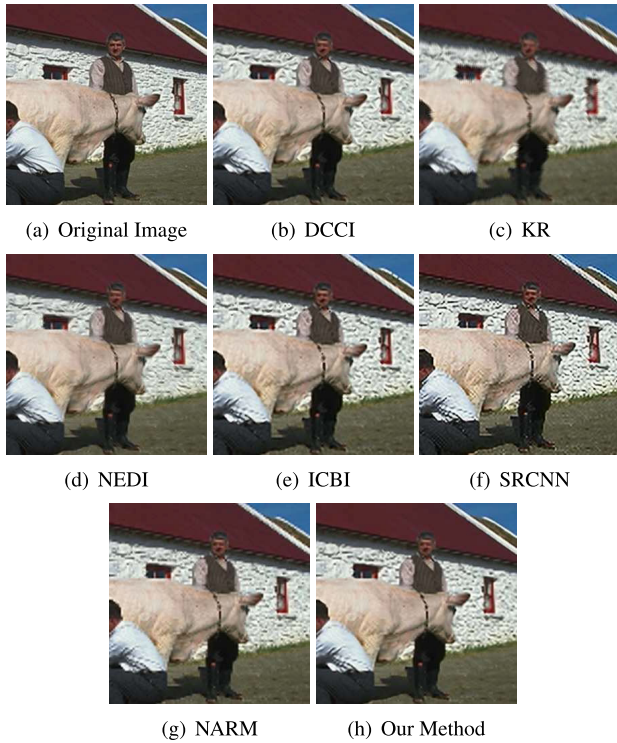 (a) Original Image
(b) DCCI
(c) KR
(d) NEDI
(e) ICBI
(f) SRCNN
(g) NARM
(h) Our Method